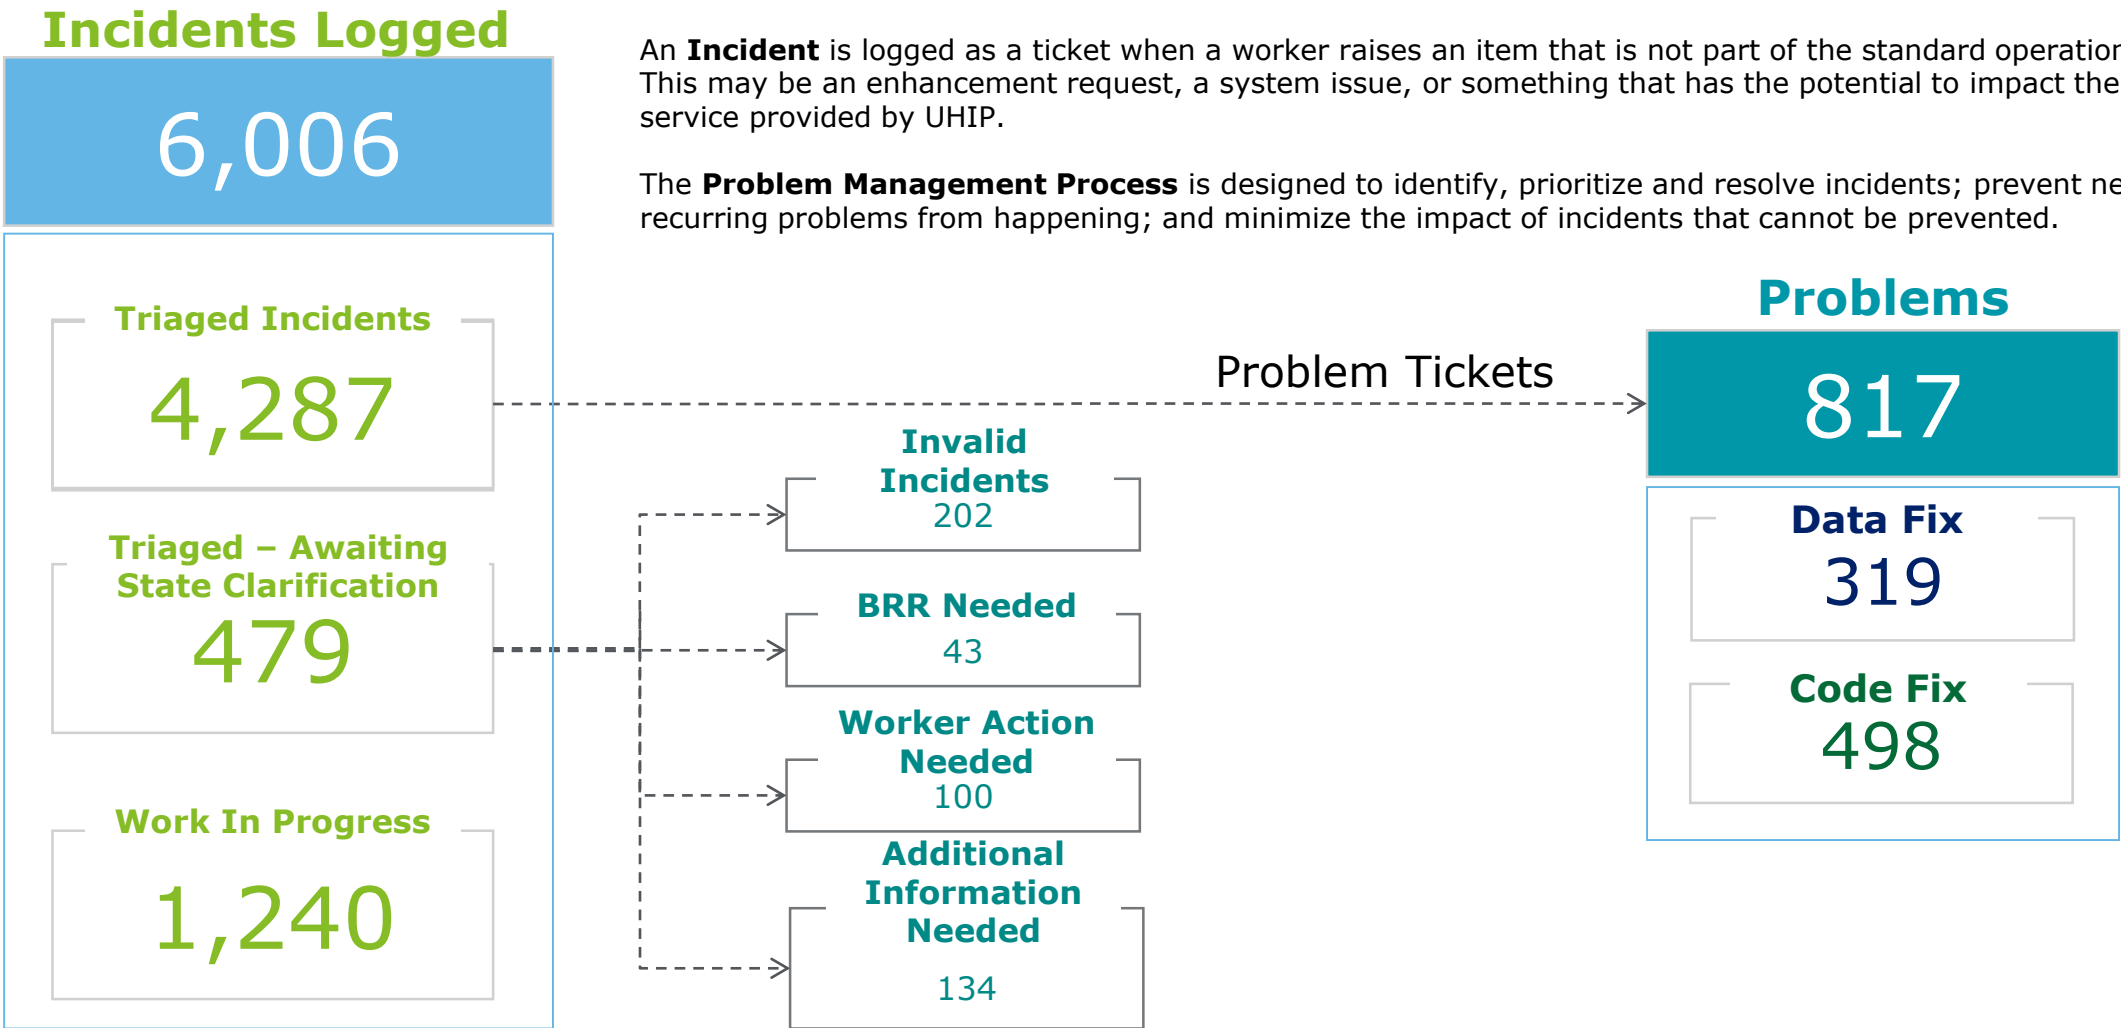 Incidents Logged
6,006
An Incident is logged as a ticket when a worker raises an item that is not part of the standard operation
This may be an enhancement request, a system issue, or something that has the potential to impact the
service provided by UHIP.
The Problem Management Process is designed to identify, prioritize and resolve incidents; prevent
recurring problems from happening; and minimize the impact of incidents that cannot be prevented.
Triaged Incidents
4,287
Triaged – Awaiting
State Clarification
479
Work In Progress
1,240
Problem Tickets
Invalid
Incidents
202
BRR Needed
43
Worker Action
Needed
100
Additional
Information
Needed
134
Problems
817
Data Fix
319
Code Fix
498